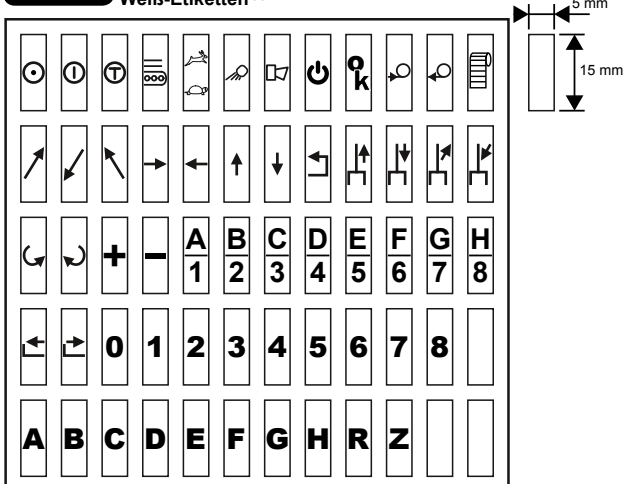 Weiß-Etiketten
5 mm
15 mm
T
ok
+ − A/1 B/2 C/3 D/4 E/5 F/6 G/7 H/8
0 1 2 3 4 5 6 7 8
A B C D E F G H R Z